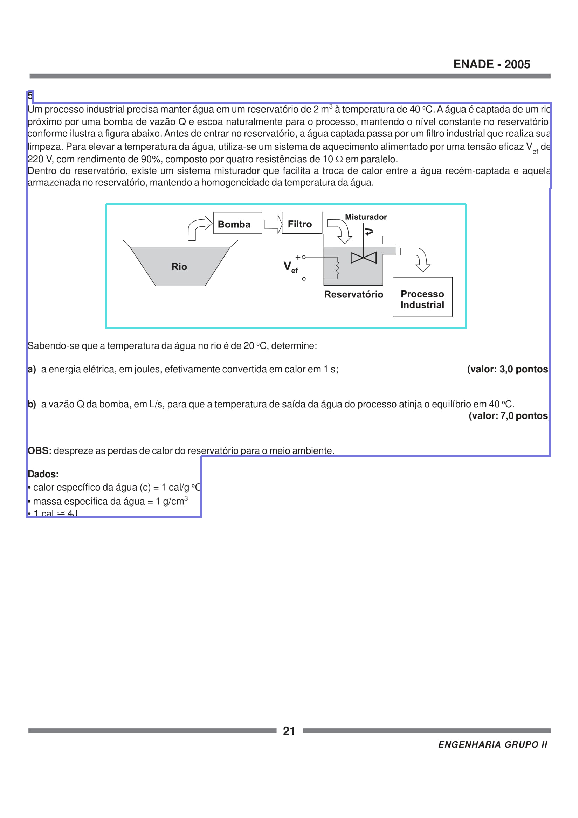 ENADE - 2005
5
Um processo industrial precisa manter água em um reservatório de 2 m³ à temperatura de 40 ºC. A água é captada de um rio
próximo por uma bomba de vazão Q e escoa naturalmente para o processo, mantendo o nível constante no reservatório,
conforme ilustra a figura abaixo. Antes de entrar no reservatório, a água captada passa por um filtro industrial que realiza sua
limpeza. Para elevar a temperatura da água, utiliza-se um sistema de aquecimento alimentado por uma tensão eficaz Vef de
220 V, com rendimento de 90%, composto por quatro resistências de 10 Ω em paralelo.
Dentro do reservatório, existe um sistema misturador que facilita a troca de calor entre a água recém-captada e aquela
armazenada no reservatório, mantendo a homogeneidade da temperatura da água.
Misturador
Bomba
Filtro
Rio
Vef
+
-
Reservatório
Processo
Industrial
Sabendo-se que a temperatura da água no rio é de 20 ºC, determine:
a) a energia elétrica, em joules, efetivamente convertida em calor em 1 s; (valor: 3,0 pontos
b) a vazão Q da bomba, em L/s, para que a temperatura de saída da água do processo atinja o equilíbrio em 40 ºC.
(valor: 7,0 pontos
OBS: despreze as perdas de calor do reservatório para o meio ambiente.
Dados:
• calor específico da água (c) = 1 cal/g ºC
• massa específica da água = 1 g/cm³
• 1 cal ≅ 4J
21
ENGENHARIA GRUPO II